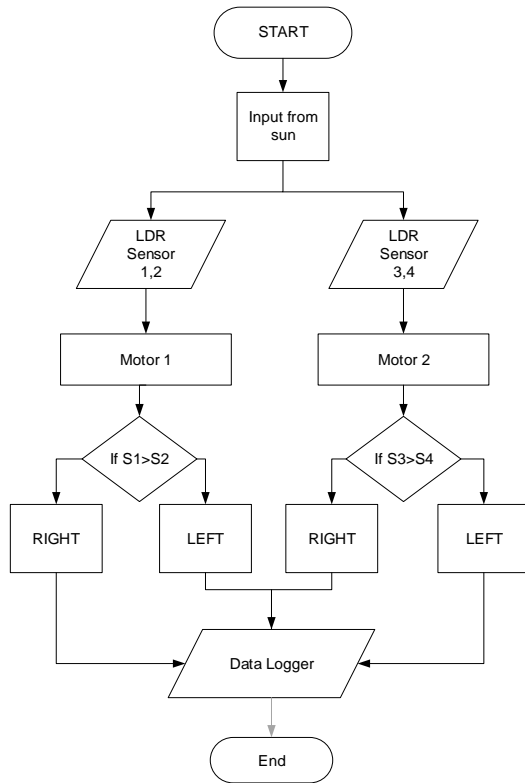 START
Input from
sun
LDR
Sensor
1,2
LDR
Sensor
3,4
Motor 1
Motor 2
If S1>S2
If S3>S4
RIGHT
LEFT
RIGHT
LEFT
Data Logger
End